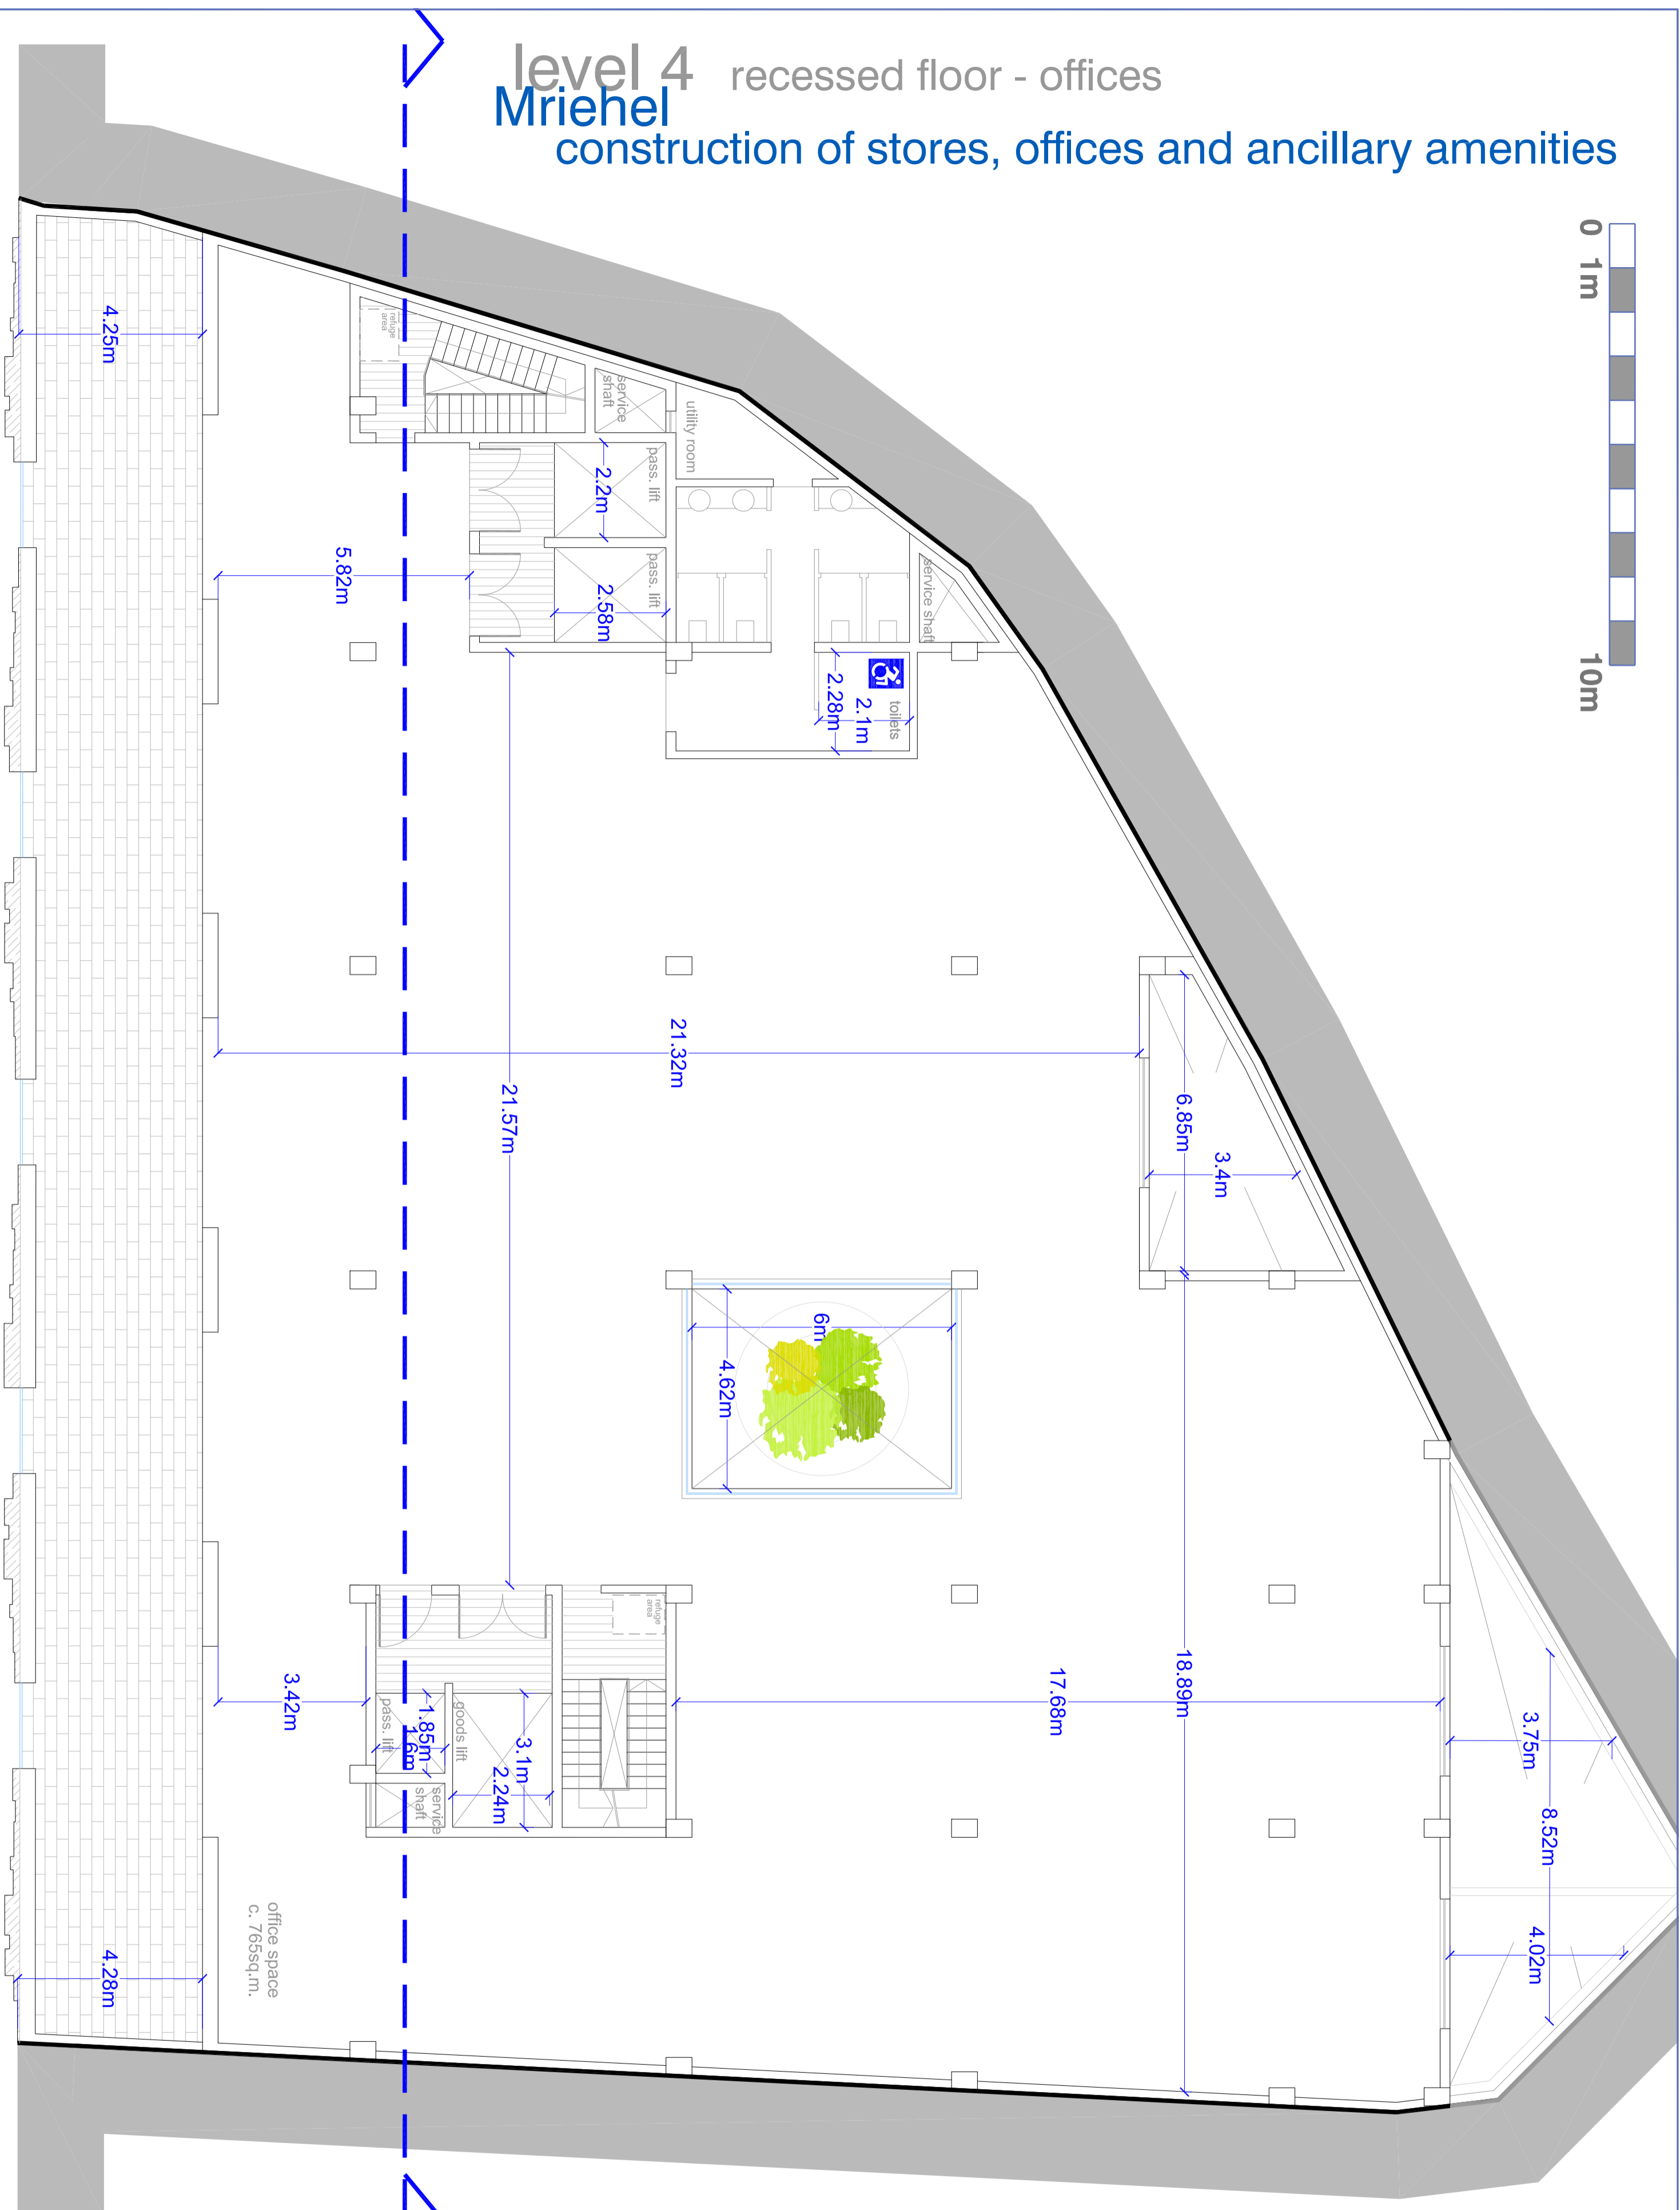 level 4 recessed floor - offices
Mriehel
construction of stores, offices and ancillary amenities
0 1m 10m
4.25m
refuge
area
service
shaft
utility room
pass. lift
2.2m
pass. lift
2.58m
5.82m
service shaft
toilets
2.1m
2.28m
21.32m
21.57m
6.85m
3.4m
6m
4.62m
refuge
area
18.89m
17.68m
3.42m
pass. lift
1.85m
1.6m
goods lift
3.1m
2.24m
service
shaft
3.75m
8.52m
4.02m
office space
c. 765sq.m.
4.28m